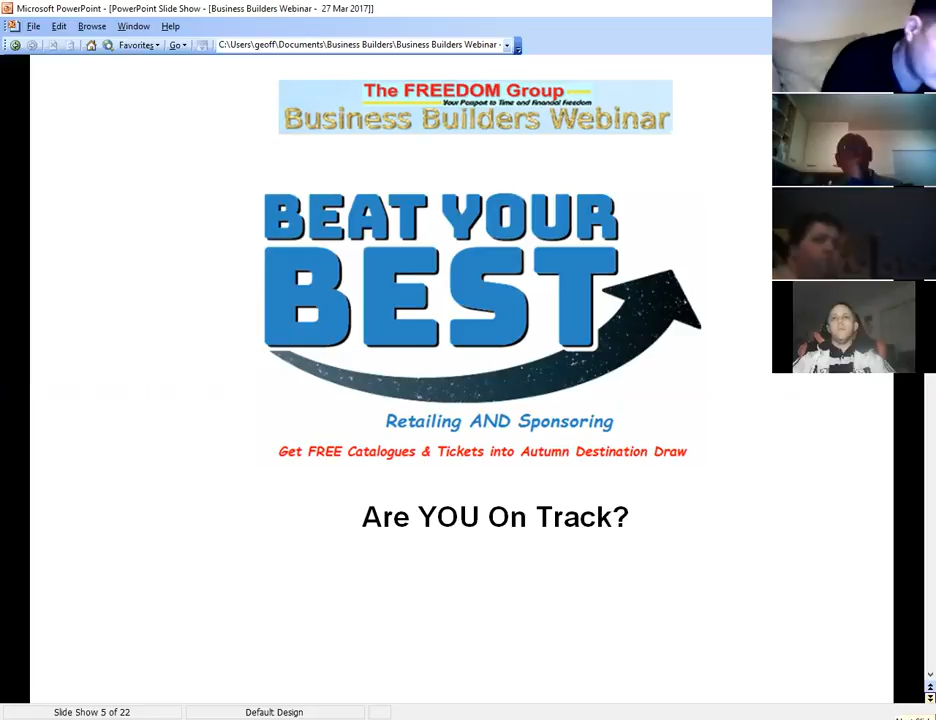 Microsoft PowerPoint - [PowerPoint Slide Show - [Business Builders Webinar - 27 Mar 2017]]
File Edit Browse Window Help
Favorites Go C:\Users\geoff\Documents\Business Builders\Business Builders Webinar -
The FREEDOM Group
Your Passport to Time and Financial Freedom
Business Builders Webinar
BEAT YOUR
BEST
Retailing AND Sponsoring
Get FREE Catalogues & Tickets into Autumn Destination Draw
Are YOU On Track?
Slide Show 5 of 22 Default Design